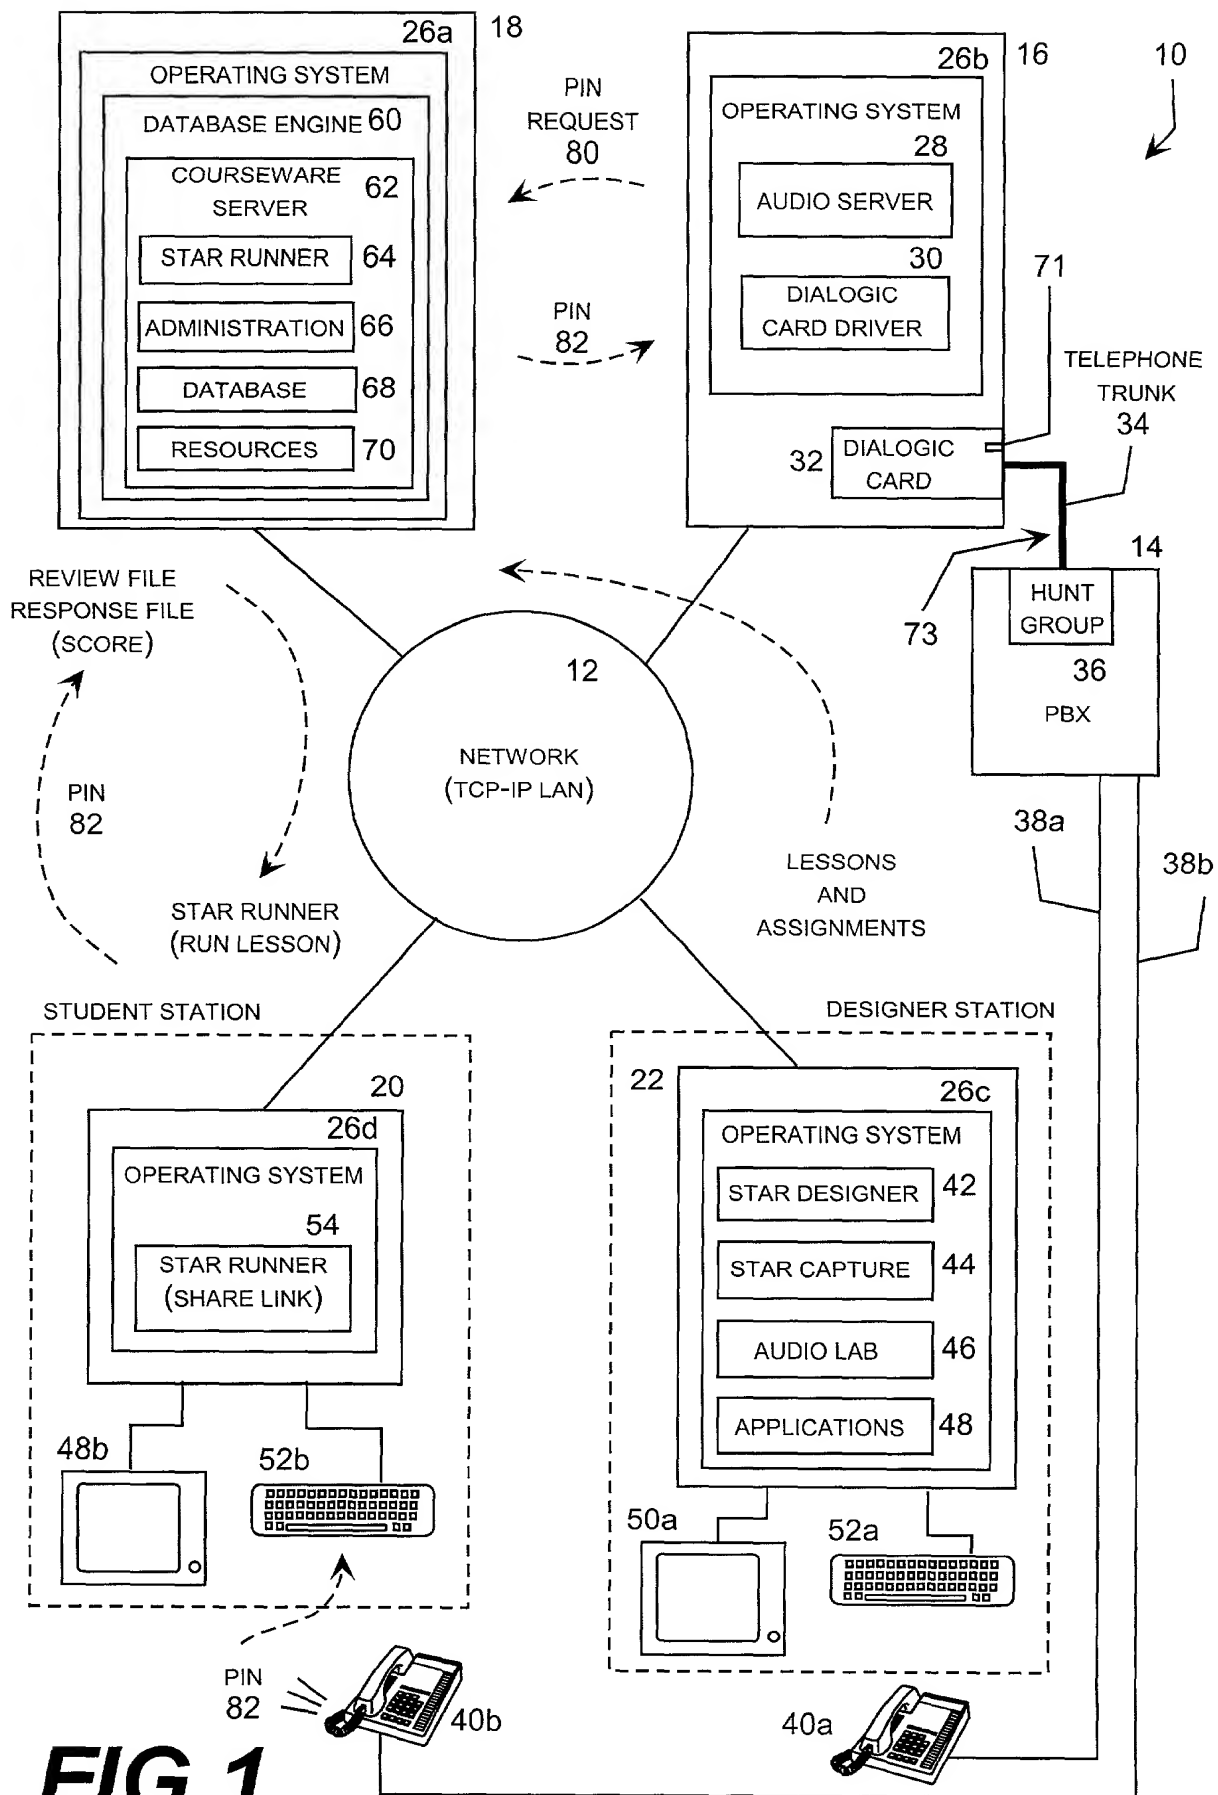 26a
18
OPERATING SYSTEM
DATABASE ENGINE 60
COURSEWARE
SERVER
62
STAR RUNNER
64
ADMINISTRATION
66
DATABASE
68
RESOURCES
70
PIN
REQUEST
80
PIN
82
26b
16
OPERATING SYSTEM
28
AUDIO SERVER
30
DIALOGIC
CARD DRIVER
32
DIALOGIC
CARD
10
71
TELEPHONE
TRUNK
34
73
14
HUNT
GROUP
36
PBX
38a
38b
REVIEW FILE
RESPONSE FILE
(SCORE)
PIN
82
STAR RUNNER
(RUN LESSON)
12
NETWORK
(TCP-IP LAN)
LESSONS
AND
ASSIGNMENTS
STUDENT STATION
20
26d
OPERATING SYSTEM
54
STAR RUNNER
(SHARE LINK)
48b
52b
PIN
82
40b
DESIGNER STATION
22
26c
OPERATING SYSTEM
STAR DESIGNER
42
STAR CAPTURE
44
AUDIO LAB
46
APPLICATIONS
48
50a
52a
40a
FIG 1